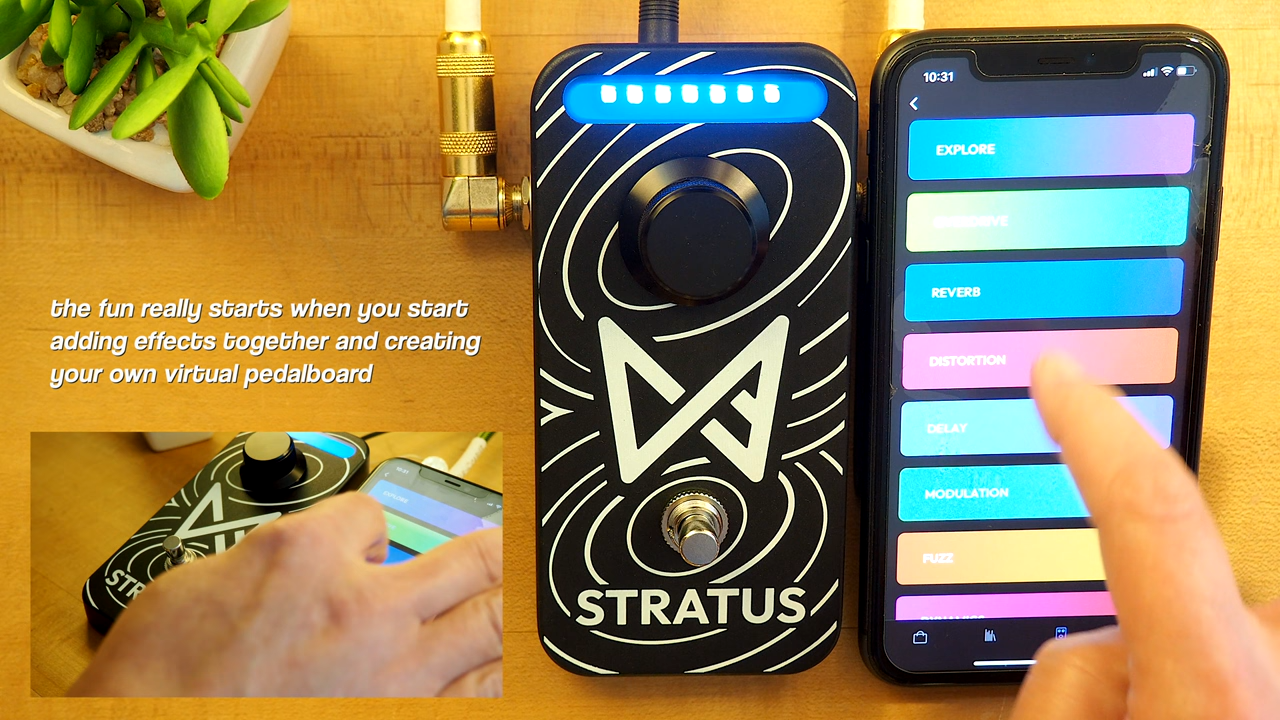 the fun really starts when you start
adding effects together and creating
your own virtual pedalboard
STRATUS
10:31
EXPLORE
OVERDRIVE
REVERB
DISTORTION
DELAY
MODULATION
FUZZ